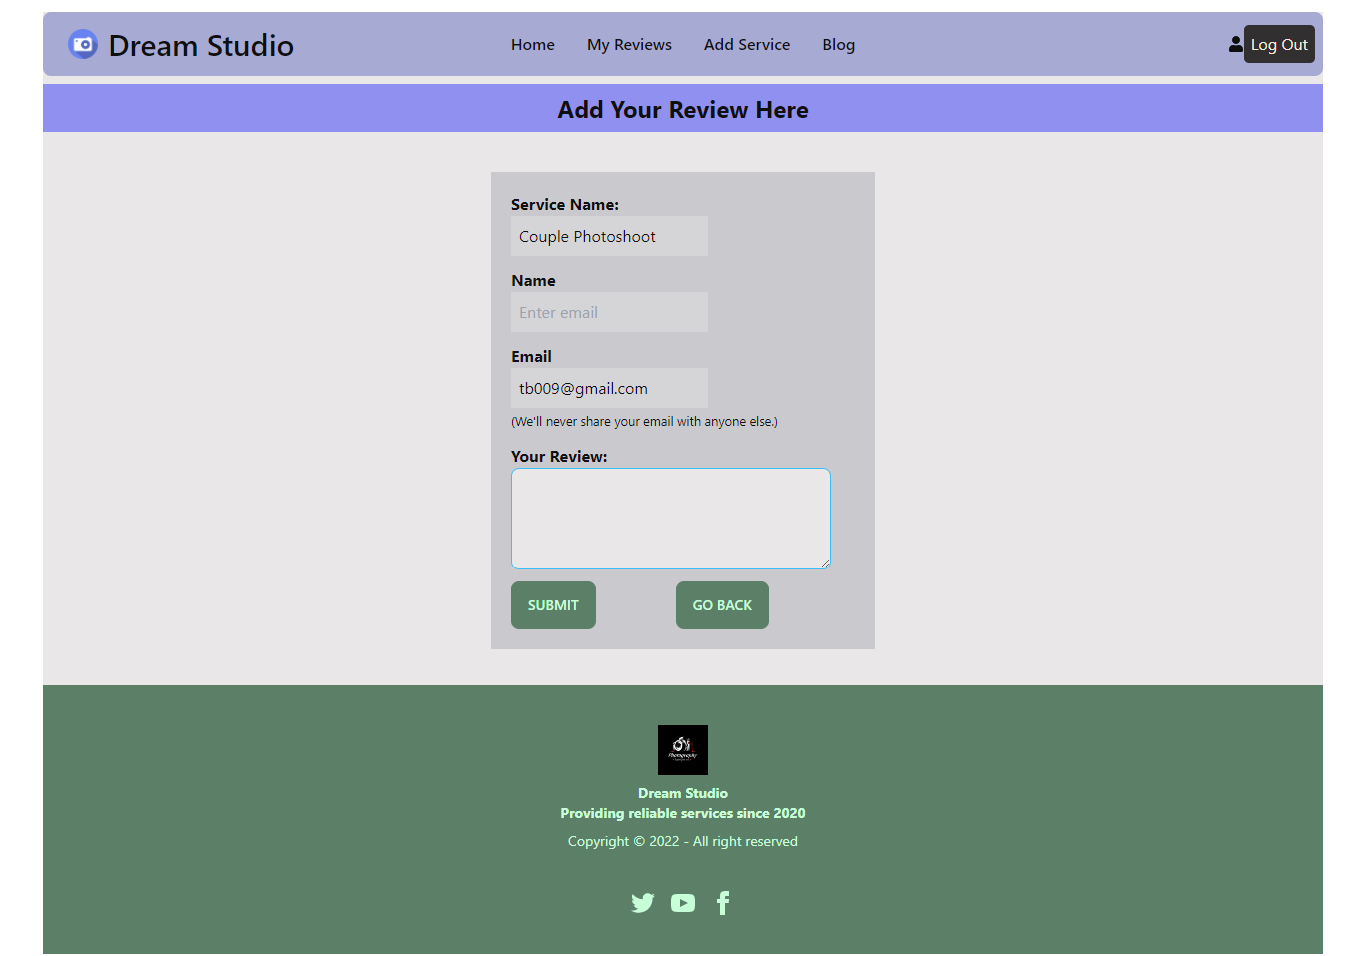 Dream Studio
Home
My Reviews
Add Service
Blog
Log Out
Add Your Review Here
Service Name:
Couple Photoshoot
Name
Enter email
Email
tb009@gmail.com
(We'll never share your email with anyone else.)
Your Review:
SUBMIT
GO BACK
Photography
Dream Studio
Providing reliable services since 2020
Copyright © 2022 - All right reserved